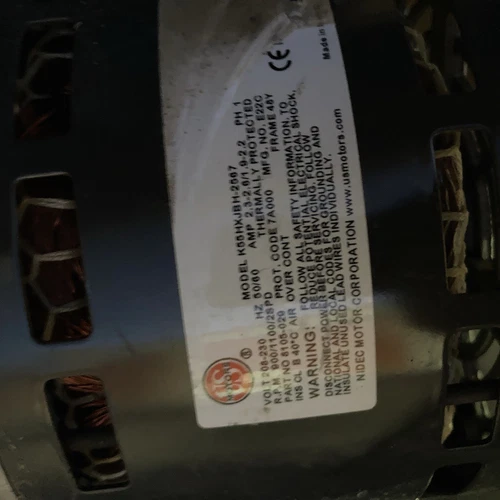 MODEL K55HXJBH-2567
VOLT 208-230 HZ 50/60 AMP 2.3-2.6/1.9-2.2 PH 1
R.P.M. 900/1100/2SPD THERMALLY PROTECTED
PART NO 8105-020 PROT. CODE 7A000 MFG. NO. E22C
INS CL B 40°C AIR OVER CONT FRAME 48Y
WARNING: FOLLOW ALL SAFETY INFORMATION. TO
REDUCE POTENTIAL ELECTRICAL SHOCK,
DISCONNECT POWER BEFORE SERVICING. FOLLOW
NATIONAL AND LOCAL CODES FOR GROUNDING AND
INSULATE UNUSED LEAD WIRES INDIVIDUALLY.
NIDEC MOTOR CORPORATION www.usmotors.com
CE
Made in
US
®